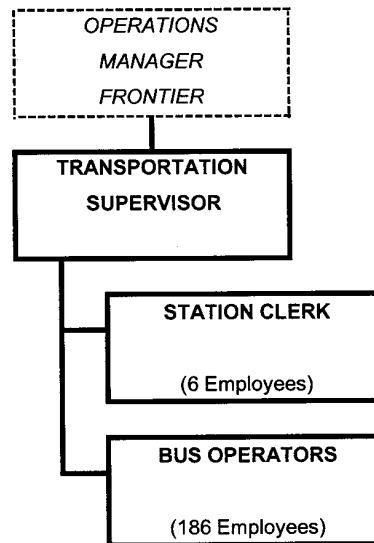 OPERATIONS
MANAGER
FRONTIER
TRANSPORTATION
SUPERVISOR
STATION CLERK
(6 Employees)
BUS OPERATORS
(186 Employees)